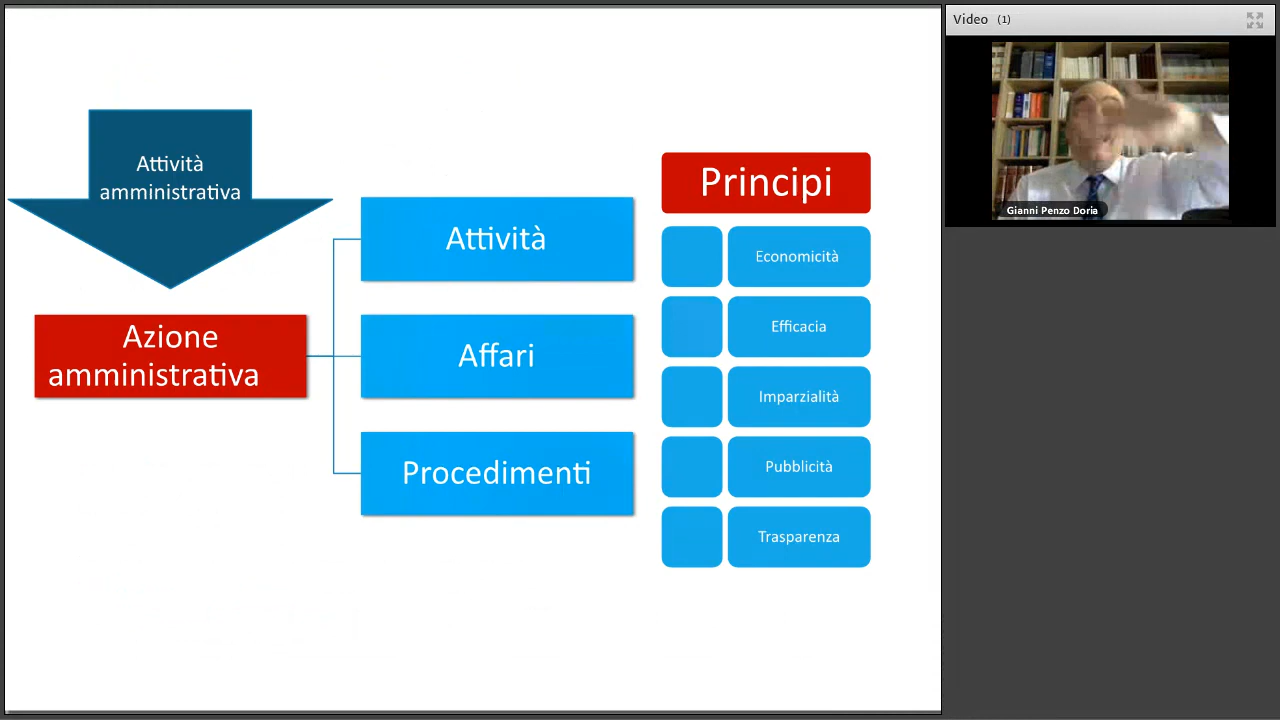 Attività
amministrativa
Azione
amministrativa
Attività
Affari
Procedimenti
Principi
Economicità
Efficacia
Imparzialità
Pubblicità
Trasparenza
Video (1)
Gianni Penzo Doria